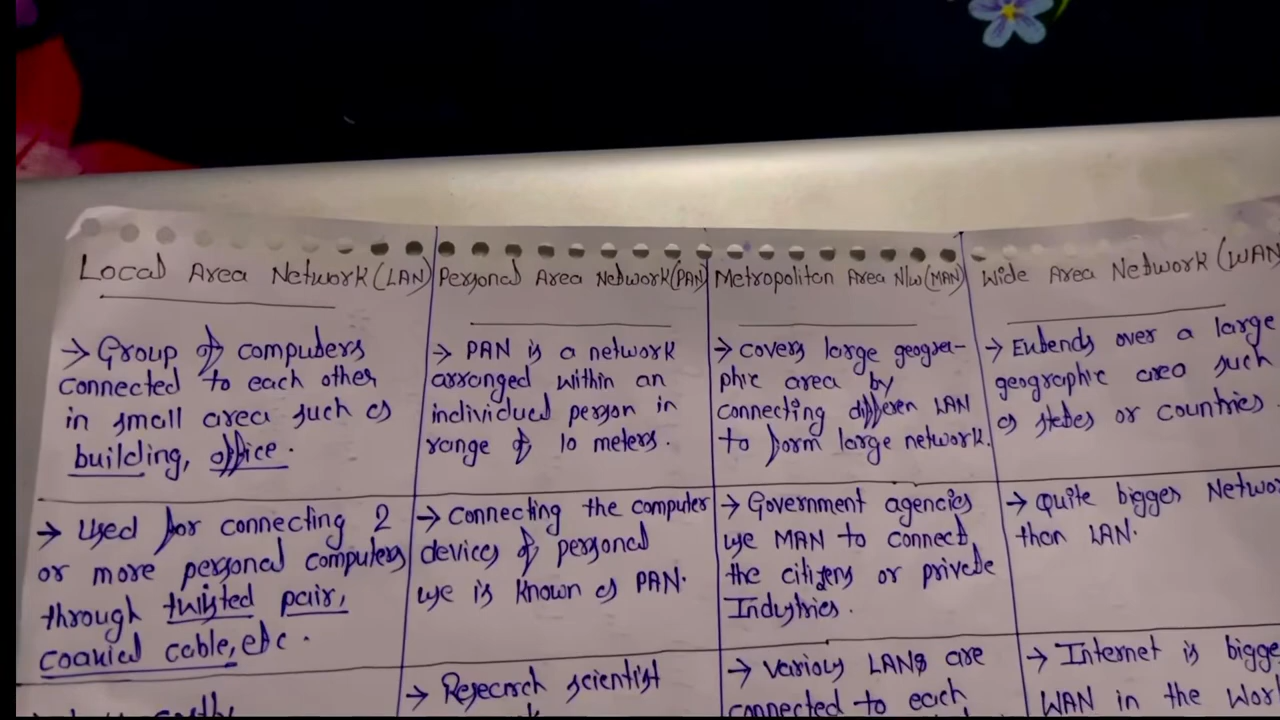 Local Area Network (LAN)
→ Group of computers
connected to each other
in small area such as
building, office.
→ Used for connecting 2
or more personal computers
through twisted pair,
coaxial cable, etc.
Personal Area Network (PAN)
→ PAN is a network
arranged within an
individual person in
range of 10 meters.
→ Connecting the computer
devices of personal
use is known as PAN.
→ Research scientist
Metropolitan Area N/w (MAN)
→ covers large geogra-
phic area by
connecting differen LAN
to form large network.
→ Government agencies
use MAN to connect
the citizens or private
Industries.
→ Various LANs are
connected to each
Wide Area Network (WAN
→ Extends over a large
geographic area such
as states or countries.
→ Quite bigger Networ
than LAN.
→ Internet is bigge
WAN in the Worl